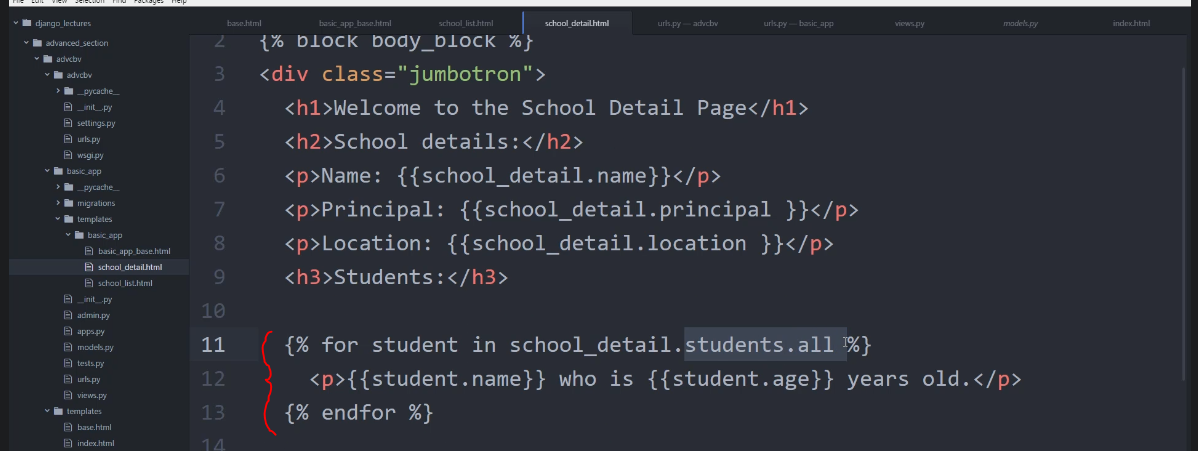 File Edit View Selection Find Packages Help
django_lectures
advanced_section
advcbv
advcbv
__pycache__
__init__.py
settings.py
urls.py
wsgi.py
basic_app
__pycache__
migrations
templates
basic_app
basic_app_base.html
school_detail.html
school_list.html
__init__.py
admin.py
apps.py
models.py
tests.py
urls.py
views.py
templates
base.html
index.html
base.html basic_app_base.html school_list.html school_detail.html urls.py — advcbv urls.py — basic_app views.py models.py index.html
2 {% block body_block %}
3 <div class="jumbotron">
4 <h1>Welcome to the School Detail Page</h1>
5 <h2>School details:</h2>
6 <p>Name: {{school_detail.name}}</p>
7 <p>Principal: {{school_detail.principal }}</p>
8 <p>Location: {{school_detail.location }}</p>
9 <h3>Students:</h3>
10
11 {% for student in school_detail.students.all %}
12 <p>{{student.name}} who is {{student.age}} years old.</p>
13 {% endfor %}
14